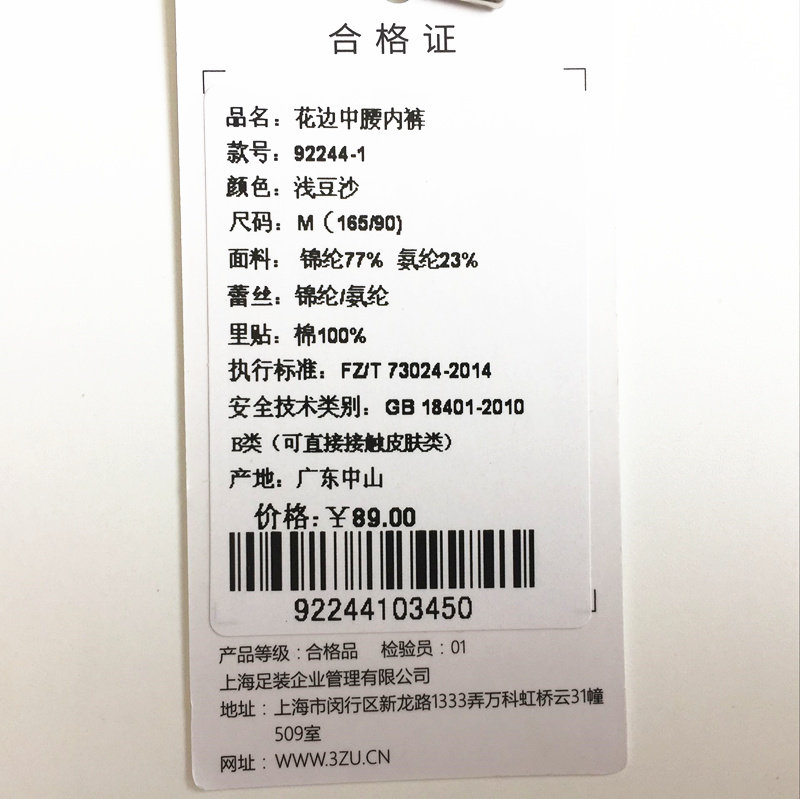 合格证
品名：花边中腰内裤
款号：92244-1
颜色：浅豆沙
尺码：M（165/90)
面料：锦纶77% 氨纶23%
蕾丝：锦纶/氨纶
里贴：棉100%
执行标准：FZ/T 73024-2014
安全技术类别：GB 18401-2010
B类（可直接接触皮肤类）
产地：广东中山
价格:￥89.00
92244103450
产品等级：合格品 检验员：01
上海足装企业管理有限公司
地址：上海市闵行区新龙路1333弄万科虹桥云31幢
509室
网址：WWW.3ZU.CN